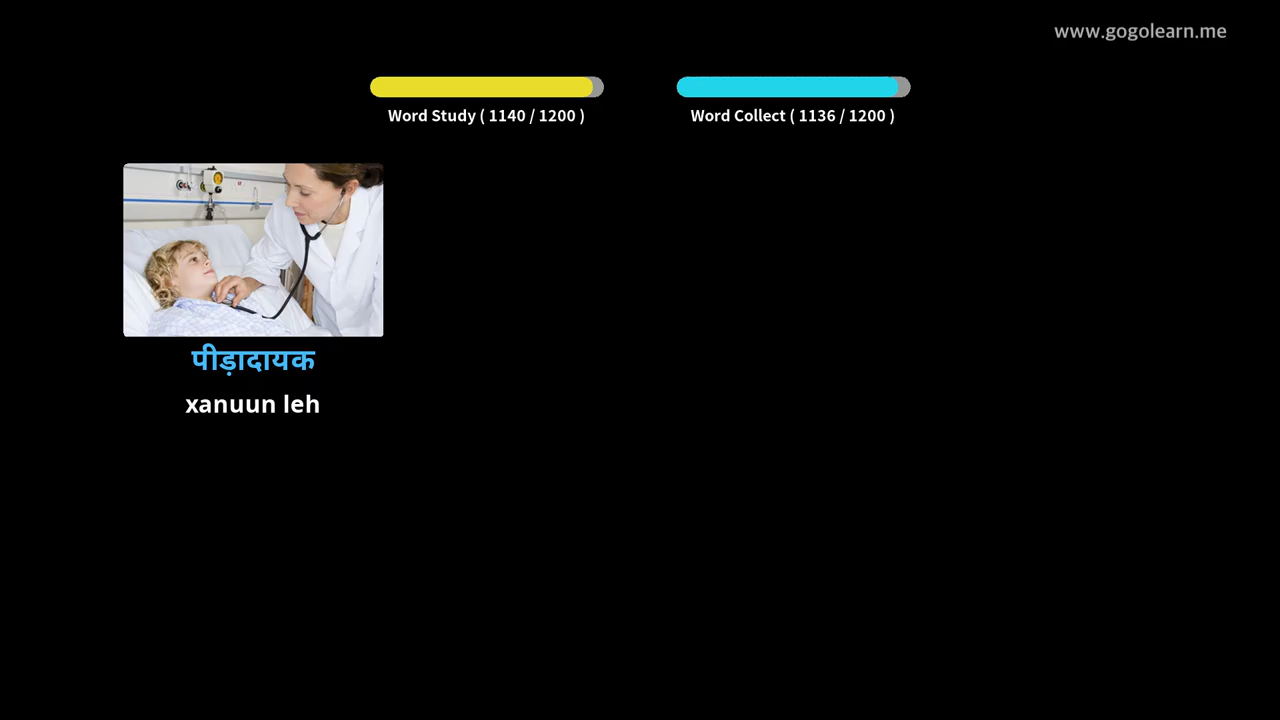 www.gogolearn.me
Word Study ( 1140 / 1200 )
Word Collect ( 1136 / 1200 )
पीड़ादायक
xanuun leh